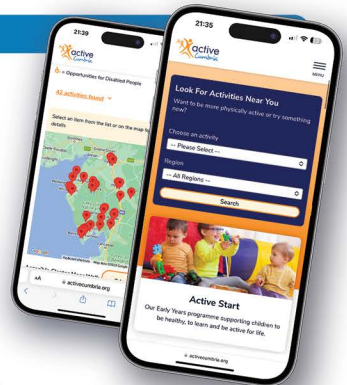 21:39
active
Cumbria
= Opportunities for Disabled People
42 activities found
Select an item from the list or on the map for
details.
AA
activecumbria.org
21:35
active
Cumbria
MENU
Look For Activities Near You
Want to be more physically active or try something
new?
Choose an activity
-- Please Select --
Region
-- All Regions --
Search
Active Start
Our Early Years programme supporting children to
be healthy, to learn and be active for life.
activecumbria.org